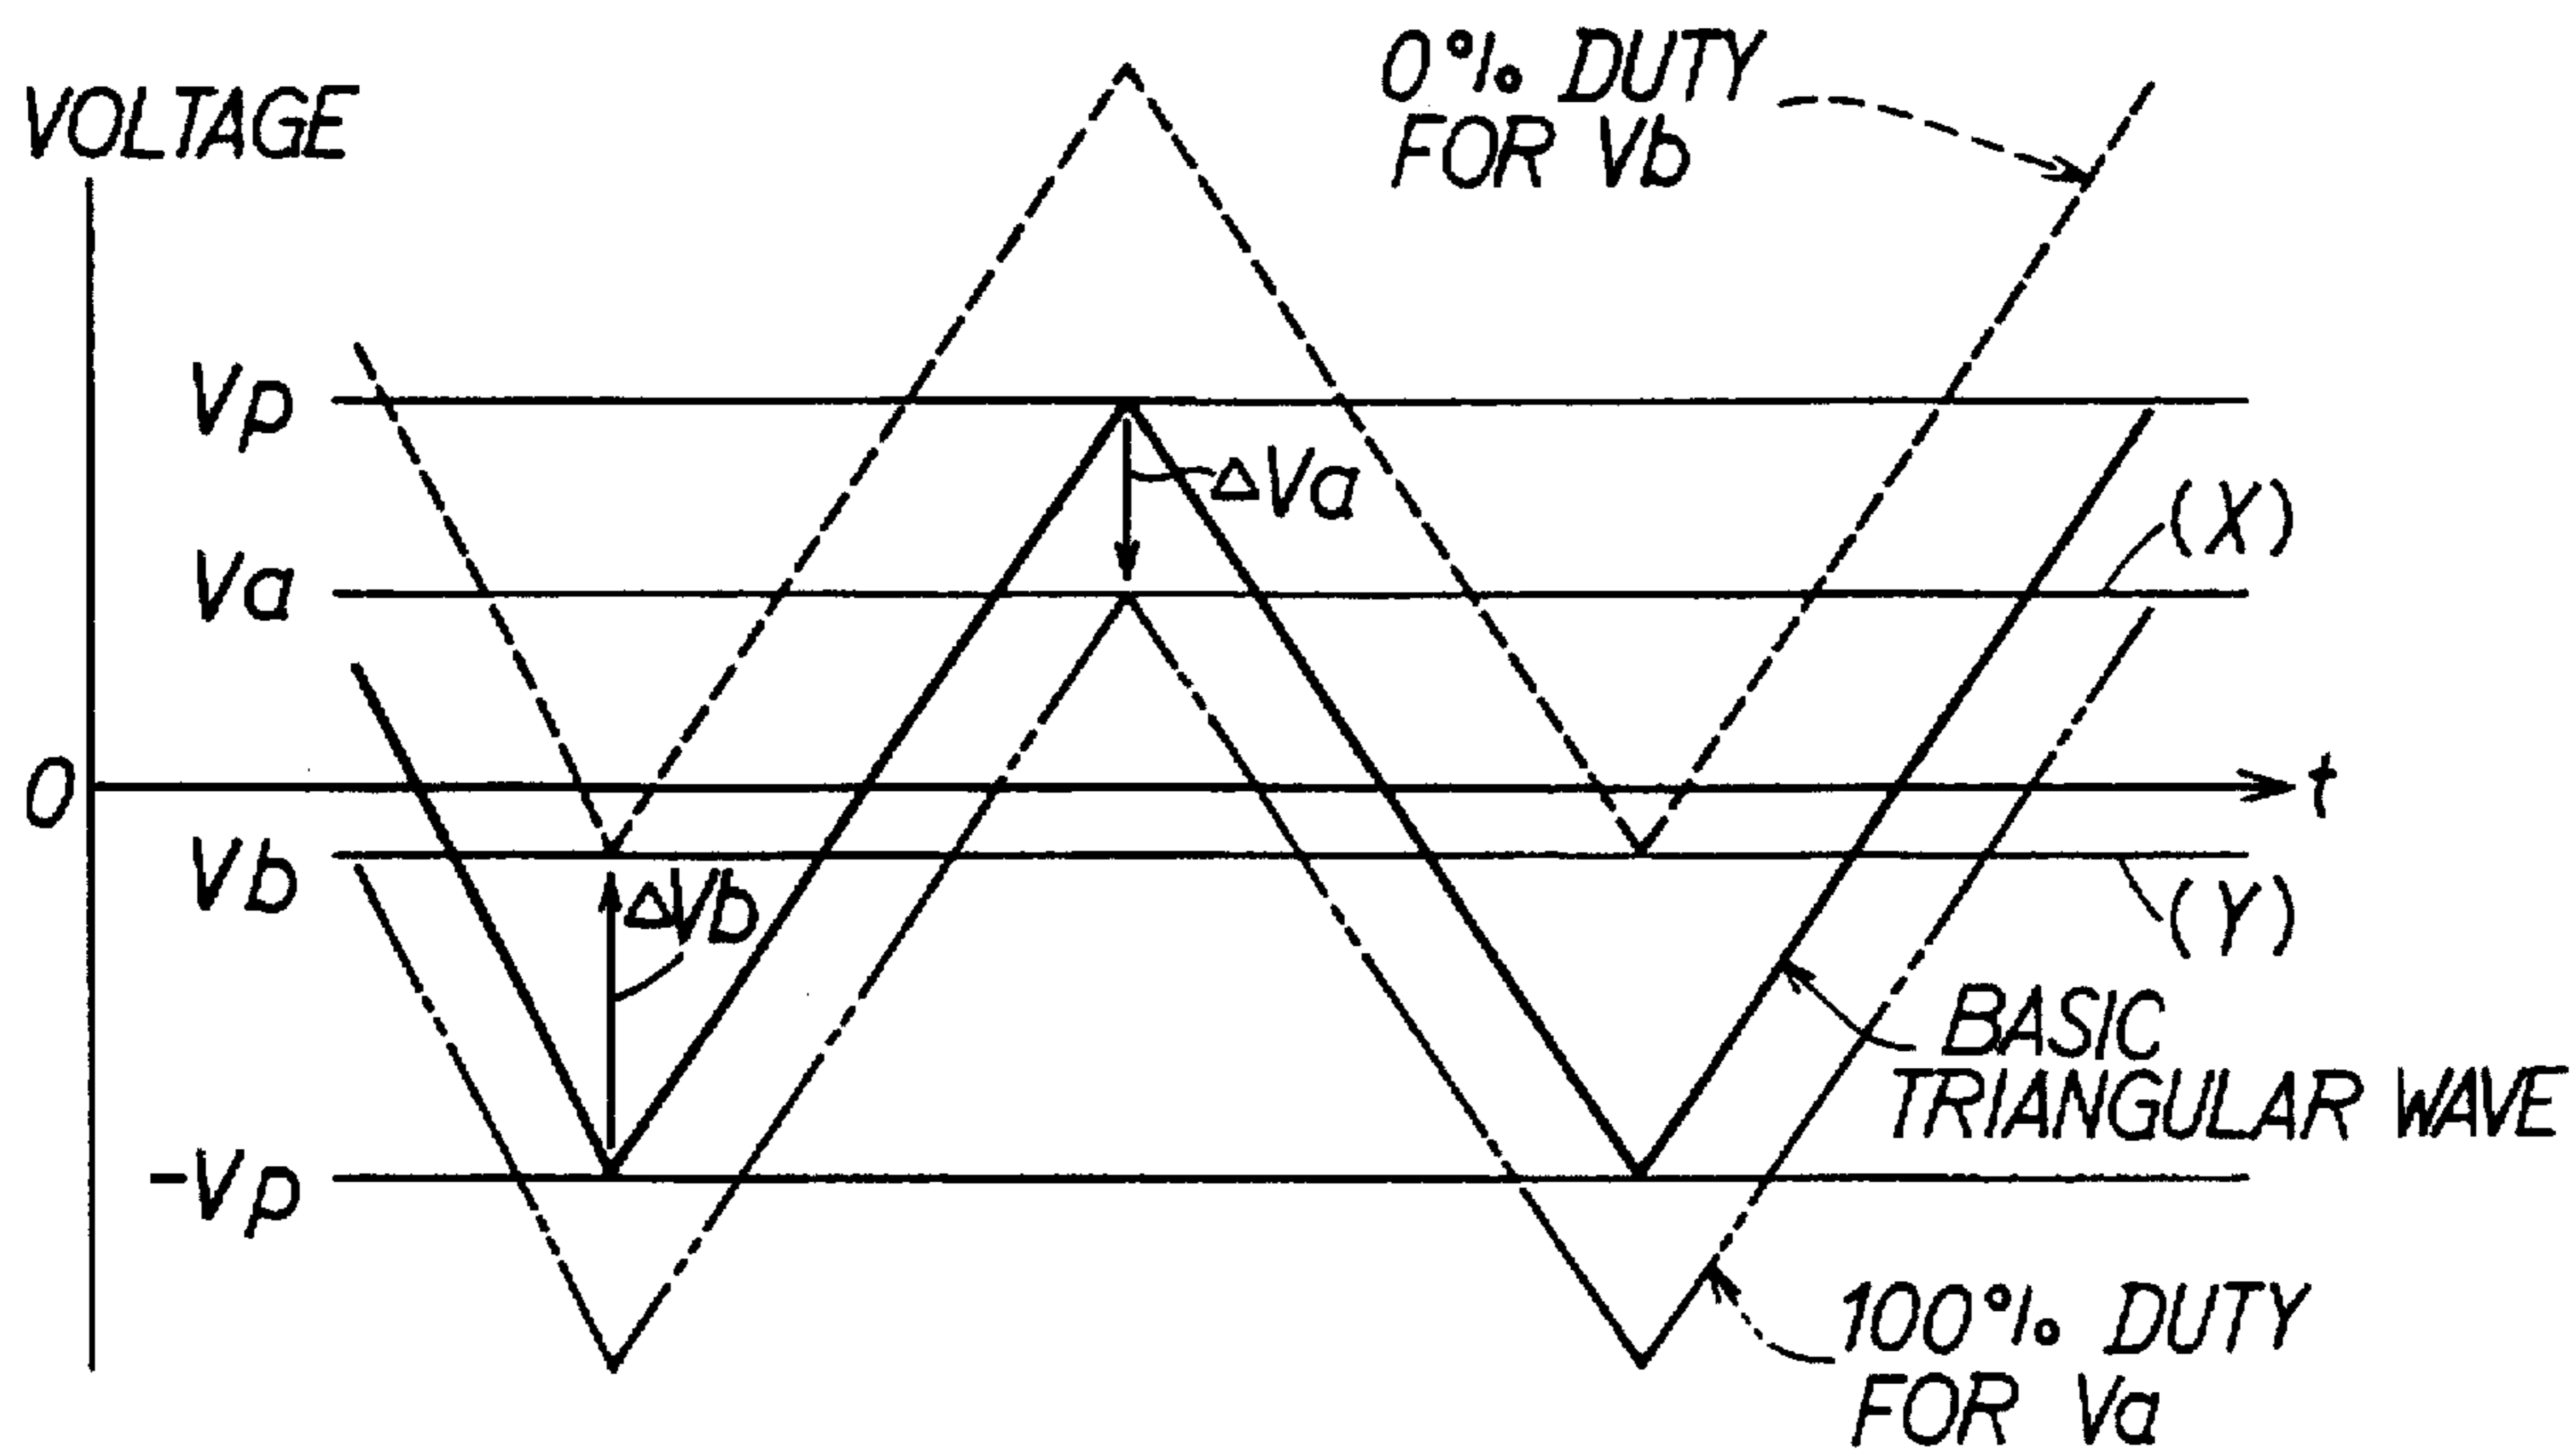 VOLTAGE
0% DUTY
FOR Vb
Vp
ΔVa
(X)
Va
0
t
Vb
ΔVb
(Y)
BASIC
TRIANGULAR WAVE
-Vp
100% DUTY
FOR Va